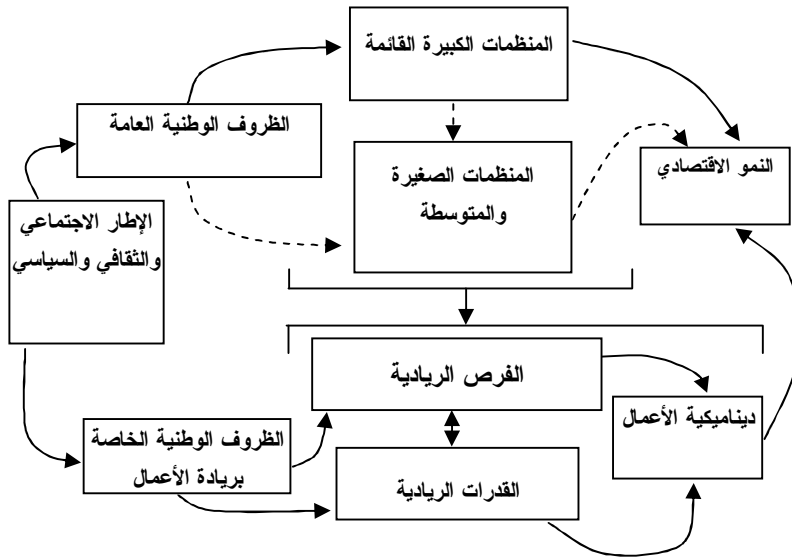 المنظمات الكبيرة القائمة
الظروف الوطنية العامة
المنظمات الصغيرة
والمتوسطة
النمو الاقتصادي
الإطار الاجتماعي
والثقافي والسياسي
الفرص الريادية
ديناميكية الأعمال
الظروف الوطنية الخاصة
بريادة الأعمال
القدرات الريادية